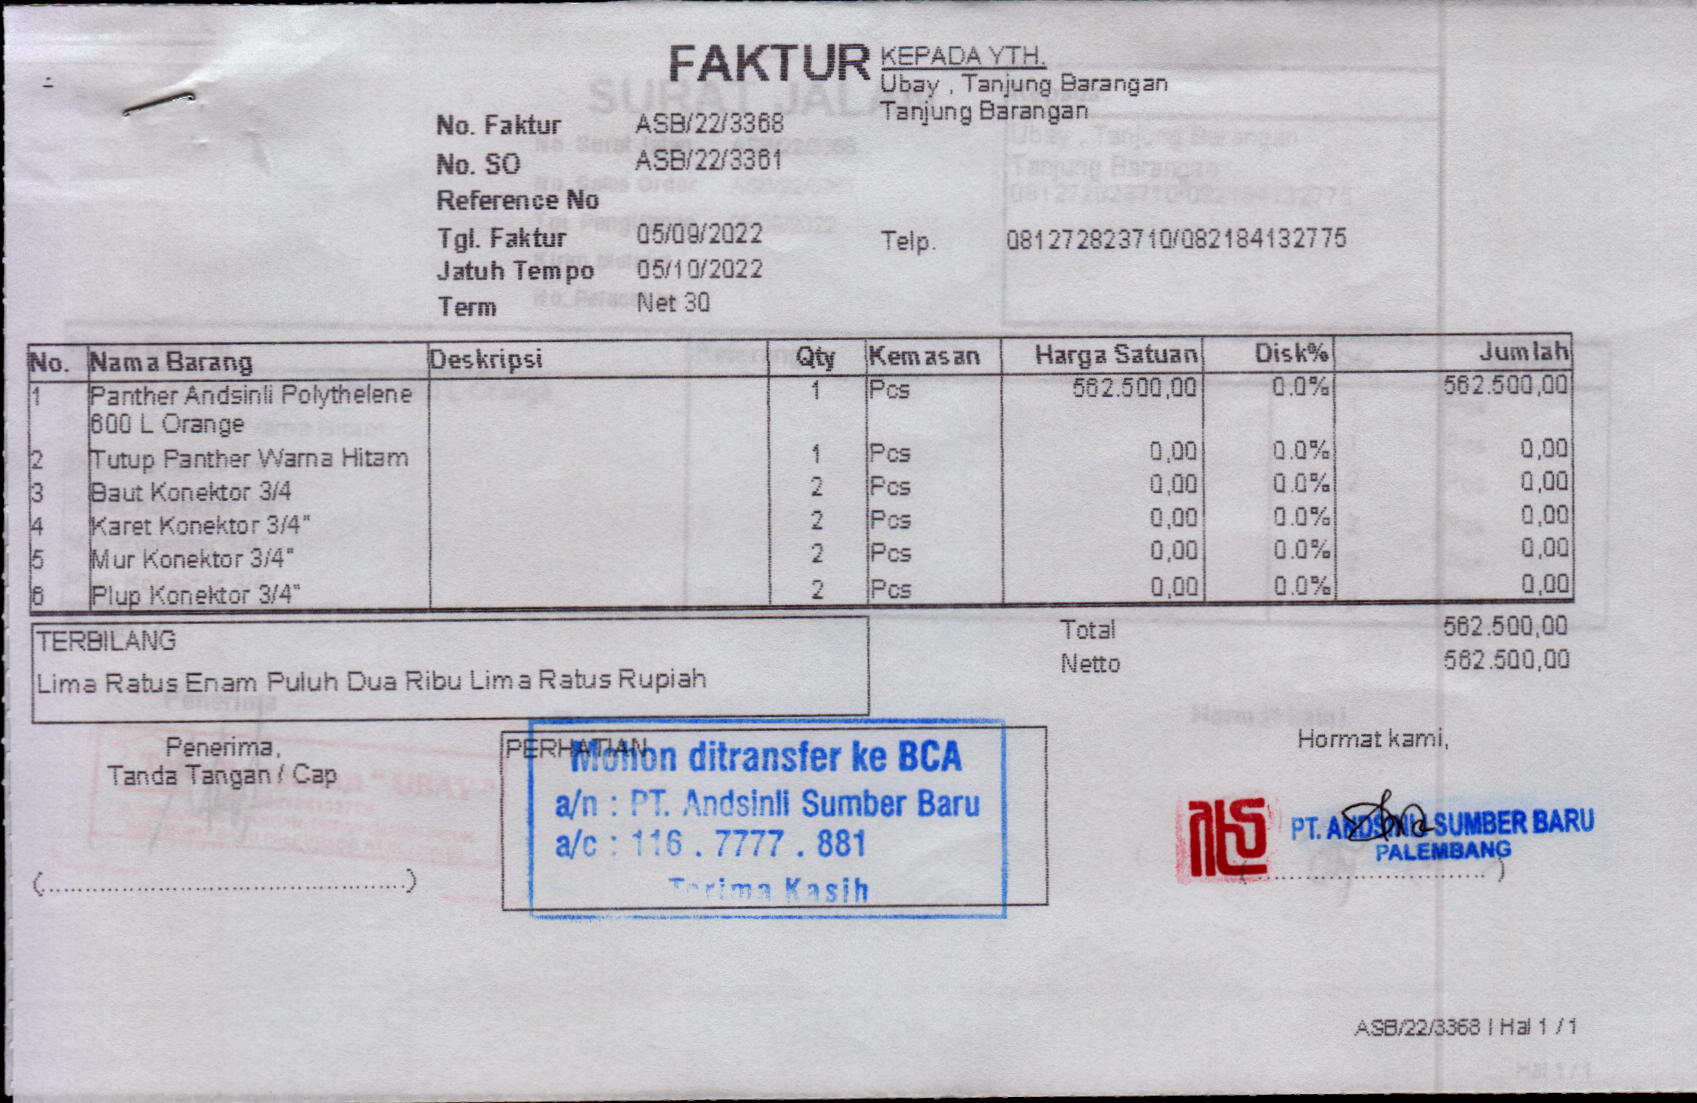 FAKTUR
KEPADA YTH.
Ubay , Tanjung Barangan
Tanjung Barangan
No. Faktur ASB/22/3368
No. SO ASB/22/3361
Reference No
Tgl. Faktur 05/09/2022
Telp. 081272823710/082184132775
Jatuh Tempo 05/10/2022
Term Net 30
No. Nama Barang Deskripsi Qty Kemasan Harga Satuan Disk% Jumlah
1 Panther Andsinli Polythelene 1 Pcs 562.500,00 0.0% 562.500,00
600 L Orange
2 Tutup Panther Warna Hitam 1 Pcs 0,00 0.0% 0,00
3 Baut Konektor 3/4 2 Pcs 0,00 0.0% 0,00
4 Karet Konektor 3/4" 2 Pcs 0,00 0.0% 0,00
5 Mur Konektor 3/4" 2 Pcs 0,00 0.0% 0,00
6 Plup Konektor 3/4" 2 Pcs 0,00 0.0% 0,00
TERBILANG
Lima Ratus Enam Puluh Dua Ribu Lima Ratus Rupiah
Total 562.500,00
Netto 562.500,00
Penerima,
Tanda Tangan / Cap
(................................................)
PERHATIAN
Mohon ditransfer ke BCA
a/n : PT. Andsinli Sumber Baru
a/c : 116 . 7777 . 881
Terima Kasih
Hormat kami,
PT. ANDSINLI SUMBER BARU
PALEMBANG
(................................)
ASB/22/3368 | Hal 1 / 1